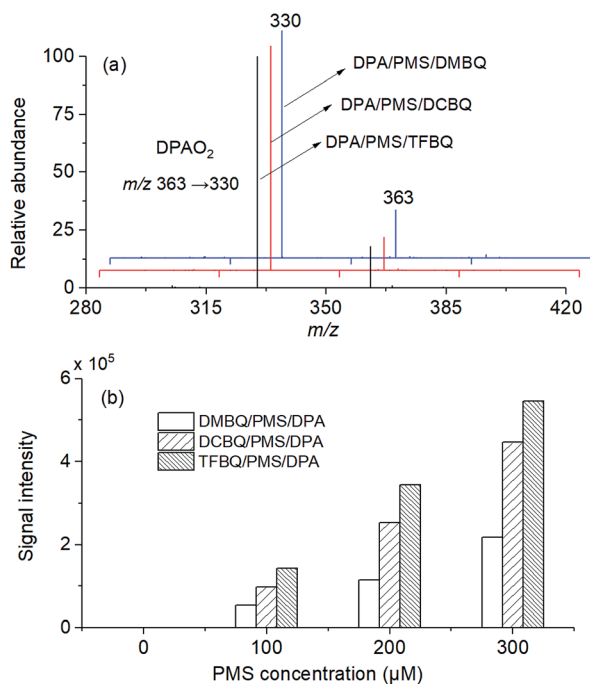 (a)
330
100
DPA/PMS/DMBQ
75
DPA/PMS/DCBQ
DPAO₂
DPA/PMS/TFBQ
50
m/z 363 →330
363
25
0
Relative abundance
280 315 350 385 420
m/z
x 10⁵
6
(b)
DMBQ/PMS/DPA
DCBQ/PMS/DPA
TFBQ/PMS/DPA
4
2
0
Signal intensity
0 100 200 300
PMS concentration (µM)